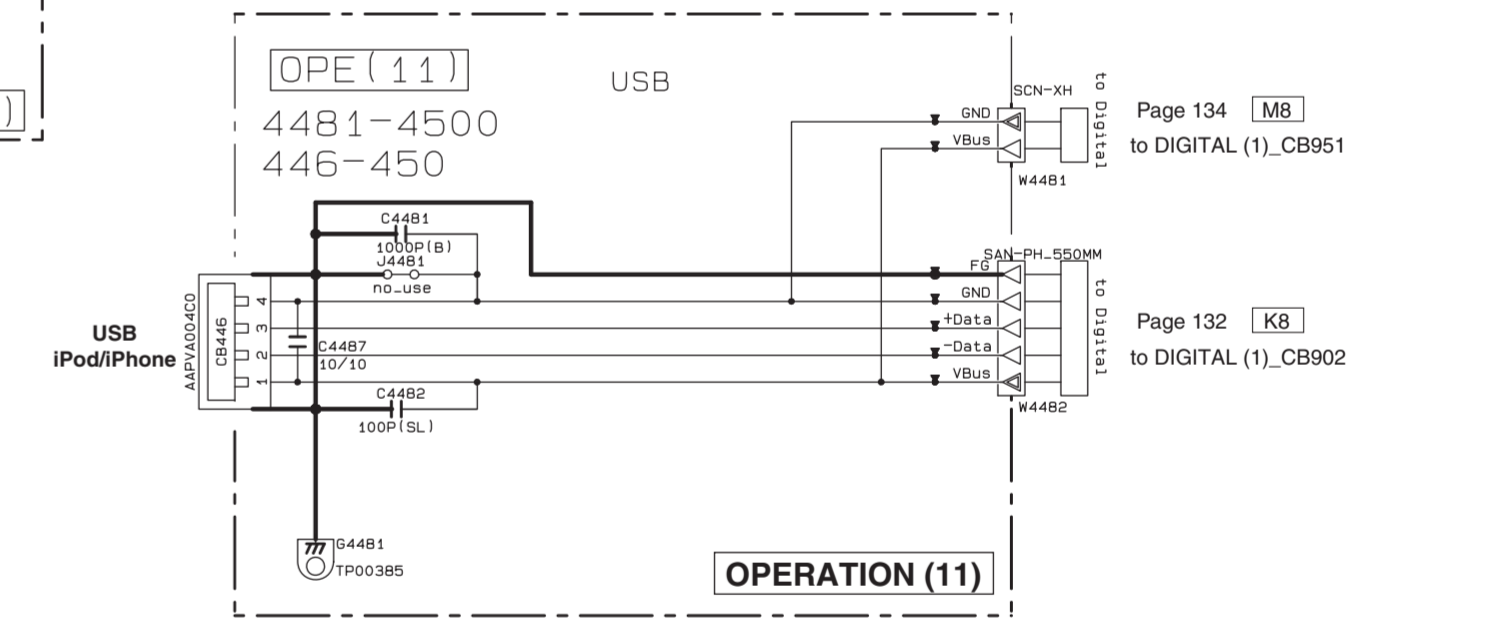 )
OPE(11)
USB
4481-4500
446-450
SCN-XH
GND
VBus
W4481
to Digital
Page 134 M8
to DIGITAL (1)_CB951
C4481
1000P(B)
J4481
no_use
SAN-PH_550MM
FG
GND
+Data
-Data
VBus
W4482
to Digital
Page 132 K8
to DIGITAL (1)_CB902
USB
iPod/iPhone
AAPVA004C0
CB446
4
3
2
1
C4487
10/10
C4482
100P(SL)
G4481
TP00385
OPERATION (11)